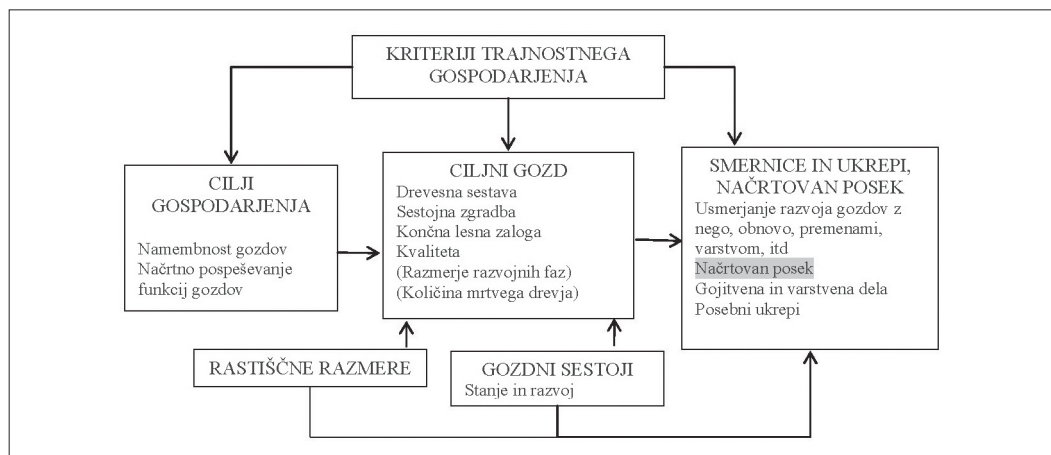 KRITERIJI TRAJNOSTNEGA
GOSPODARJENJA
CILJI
GOSPODARJENJA
Namembnost gozdov
Načrtno pospeševanje
funkcij gozdov
CILJNI GOZD
Drevesna sestava
Sestojna zgradba
Končna lesna zaloga
Kvaliteta
(Razmerje razvojnih faz)
(Količina mrtvega drevja)
SMERNICE IN UKREPI,
NAČRTOVAN POSEK
Usmerjanje razvoja gozdov z
nego, obnovo, premenami,
varstvom, itd
Načrtovan posek
Gojitvena in varstvena dela
Posebni ukrepi
RASTIŠČNE RAZMERE
GOZDNI SESTOJI
Stanje in razvoj